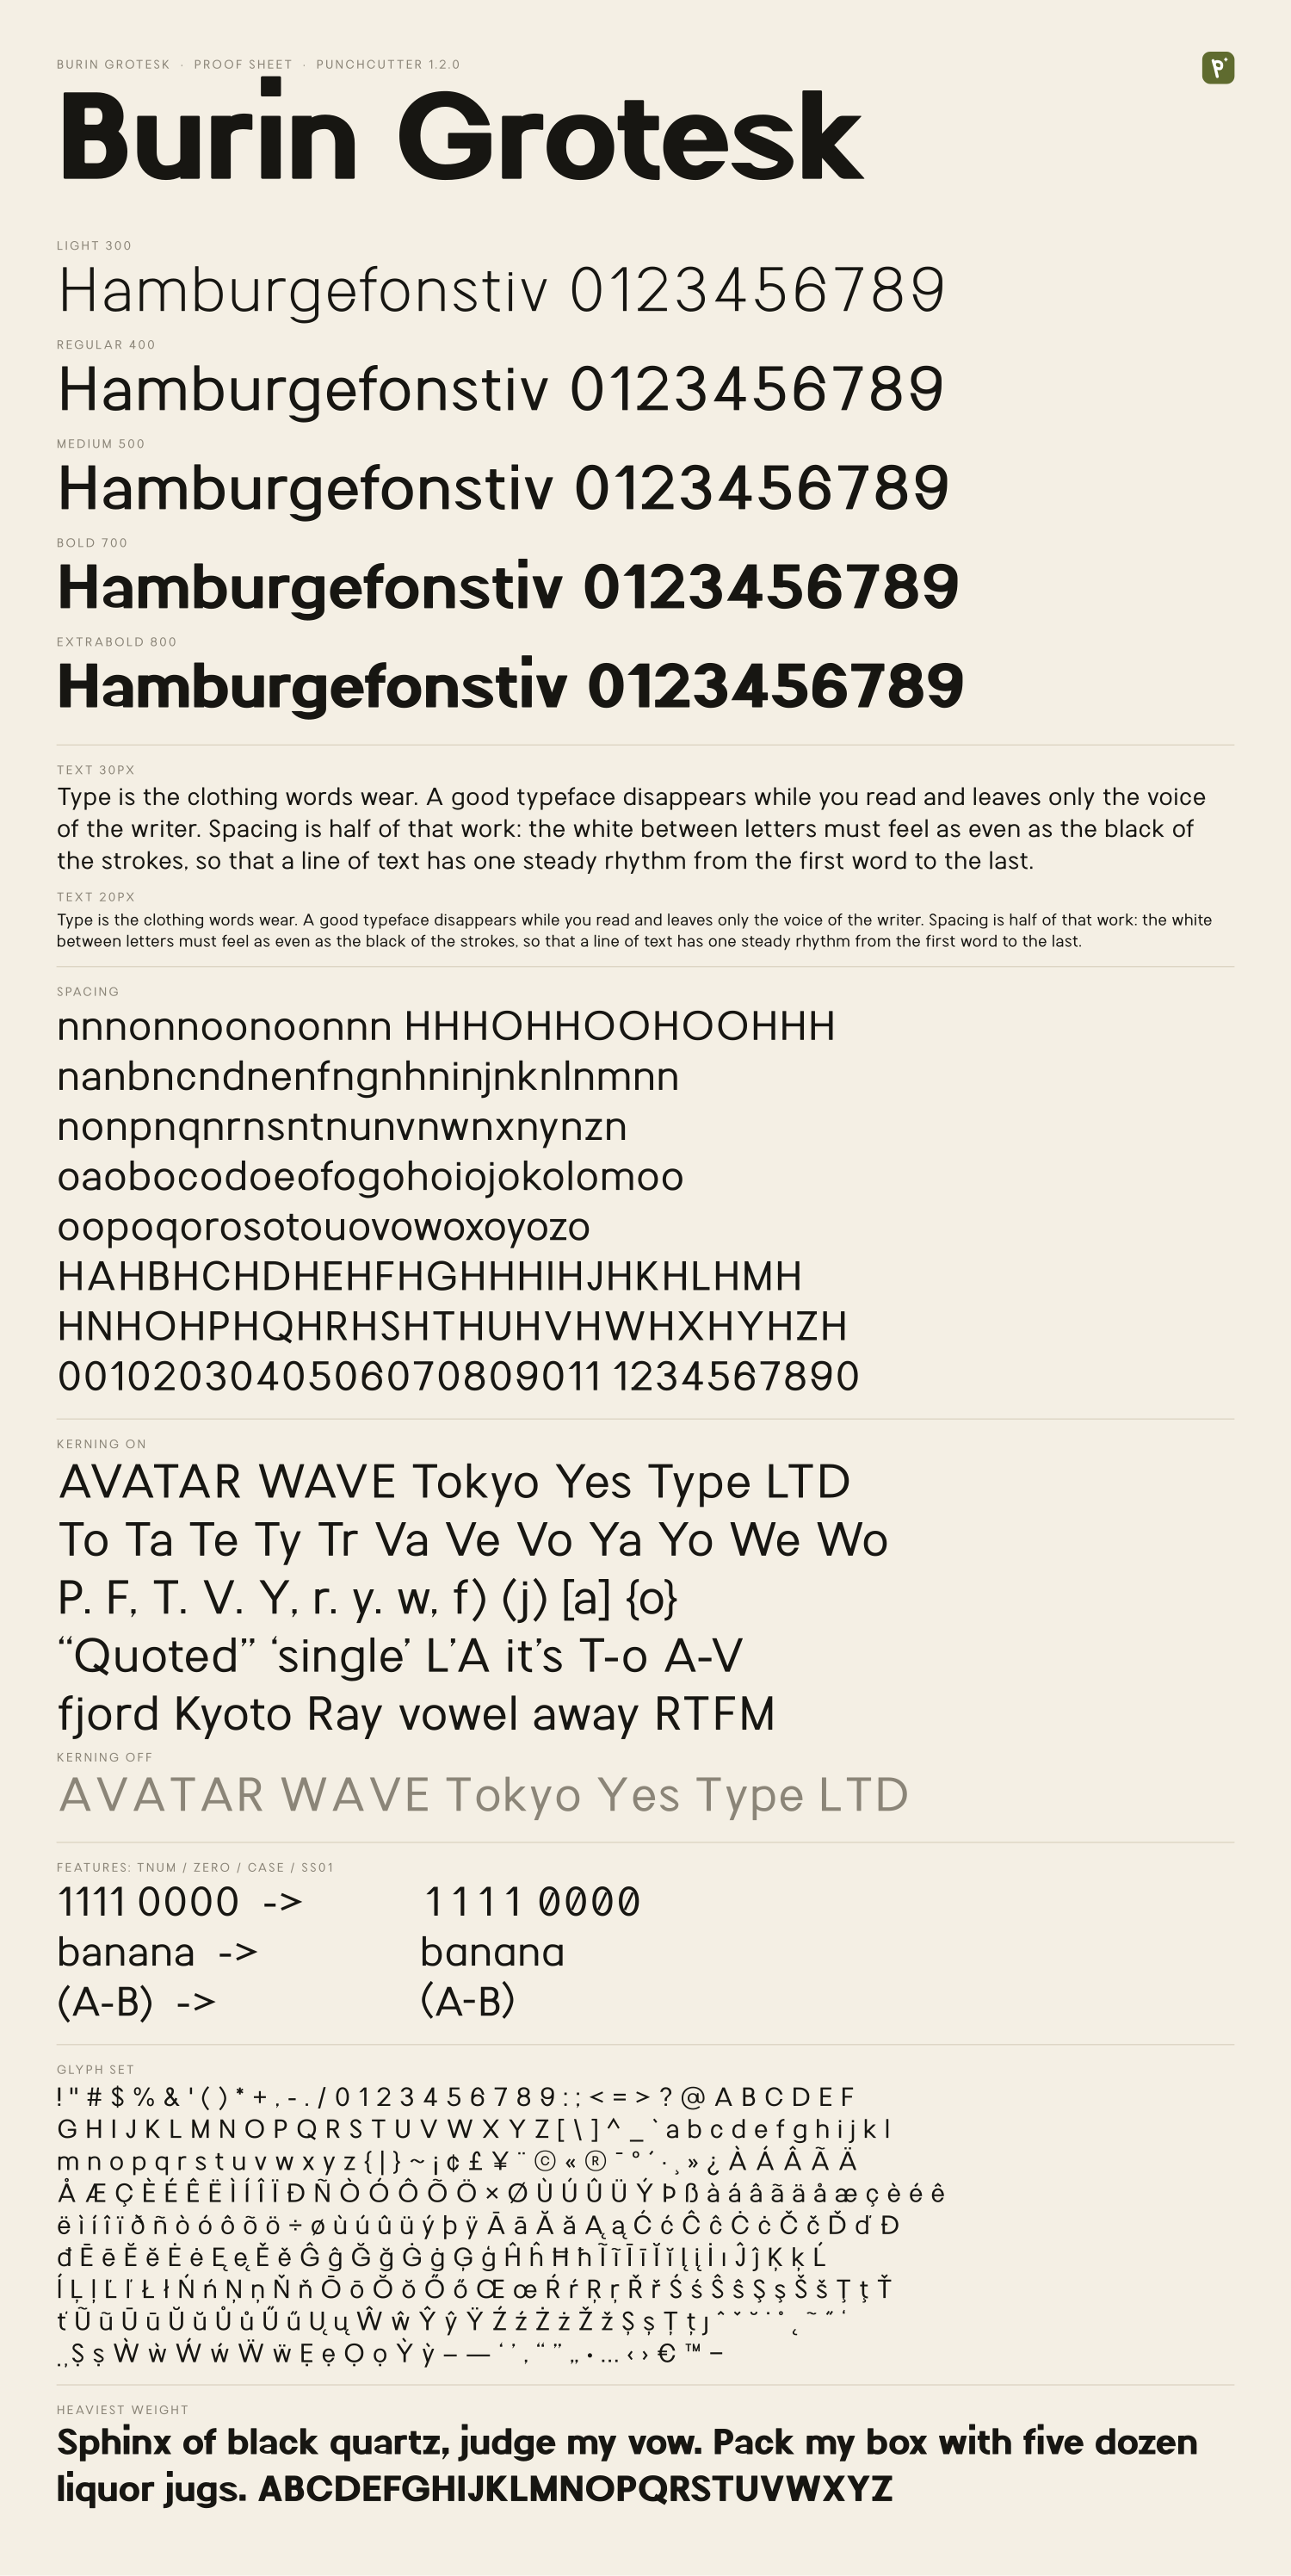 BURIN GROTESK · PROOF SHEET · PUNCHCUTTER 1.2.0
Burin Grotesk
LIGHT 300
Hamburgefonstiv 0123456789
REGULAR 400
Hamburgefonstiv 0123456789
MEDIUM 500
Hamburgefonstiv 0123456789
BOLD 700
Hamburgefonstiv 0123456789
EXTRABOLD 800
Hamburgefonstiv 0123456789
TEXT 30PX
Type is the clothing words wear. A good typeface disappears while you read and leaves only the voice
of the writer. Spacing is half of that work: the white between letters must feel as even as the black of
the strokes, so that a line of text has one steady rhythm from the first word to the last.
TEXT 20PX
Type is the clothing words wear. A good typeface disappears while you read and leaves only the voice of the writer. Spacing is half of that work: the white
between letters must feel as even as the black of the strokes, so that a line of text has one steady rhythm from the first word to the last.
SPACING
nnnonnoonoonnn HHHOHHOOHOOHHH
nanbncndnenfngnhninjnknlnmnn
nonpnqnrnsntnunvnwnxnynzn
oaobocodoeofogohoiojokolomoo
oopoqorosotouovowoxoyozo
HAHBHCHDHEHFHGHHHIHJHKHLHMH
HNHOHPHQHRHSHTHUHVHWHXHYHZH
0010203040506070809011 1234567890
KERNING ON
AVATAR WAVE Tokyo Yes Type LTD
To Ta Te Ty Tr Va Ve Vo Ya Yo We Wo
P. F, T. V. Y, r. y. w, f) (j) [a] {o}
“Quoted” ‘single’ L’A it’s T-o A-V
fjord Kyoto Ray vowel away RTFM
KERNING OFF
AVATAR WAVE Tokyo Yes Type LTD
FEATURES: TNUM / ZERO / CASE / SS01
1111 0000 -> 1111 0000
banana -> banana
(A-B) -> (A-B)
GLYPH SET
! " # $ % & ' ( ) * + , - . / 0 1 2 3 4 5 6 7 8 9 : ; < = > ? @ A B C D E F
G H I J K L M N O P Q R S T U V W X Y Z [ \ ] ^ _ ` a b c d e f g h i j k l
m n o p q r s t u v w x y z { | } ~ ¡ ¢ £ ¥ ¨ © « ® ¯ ° ´ · ¸ » ¿ À Á Â Ã Ä
Å Æ Ç È É Ê Ë Ì Í Î Ï Ð Ñ Ò Ó Ô Õ Ö × Ø Ù Ú Û Ü Ý Þ ß à á â ã ä å æ ç è é ê
ë ì í î ï ð ñ ò ó ô õ ö ÷ ø ù ú û ü ý þ ÿ Ā ā Ă ă Ą ą Ć ć Ĉ ĉ Ċ ċ Č č Ď ď Đ
đ Ē ē Ĕ ĕ Ė ė Ę ę Ě ě Ĝ ĝ Ğ ğ Ġ ġ Ģ ģ Ĥ ĥ Ħ ħ Ĩ ĩ Ī ī Ĭ ĭ Į į İ ı Ĵ ĵ Ķ ķ Ĺ
ĺ Ļ ļ Ľ ľ Ł ł Ń ń Ņ ņ Ň ň Ō ō Ŏ ŏ Ő ő Œ œ Ŕ ŕ Ŗ ŗ Ř ř Ś ś Ŝ ŝ Ş ş Š š Ţ ţ Ť
ť Ũ ũ Ū ū Ŭ ŭ Ů ů Ű ű Ų ų Ŵ ŵ Ŷ ŷ Ÿ Ź ź Ż ż Ž ž Ș ș Ț ț ȷ ˆ ˇ ˘ ˙ ˚ ˛ ˜ ˝ ̒
̣ ̦ Ṣ ṣ Ẁ ẁ Ẃ ẃ Ẅ ẅ Ẹ ẹ Ọ ọ Ỳ ỳ – — ‘ ’ ‚ “ ” „ • … ‹ › € ™ −
HEAVIEST WEIGHT
Sphinx of black quartz, judge my vow. Pack my box with five dozen
liquor jugs. ABCDEFGHIJKLMNOPQRSTUVWXYZ